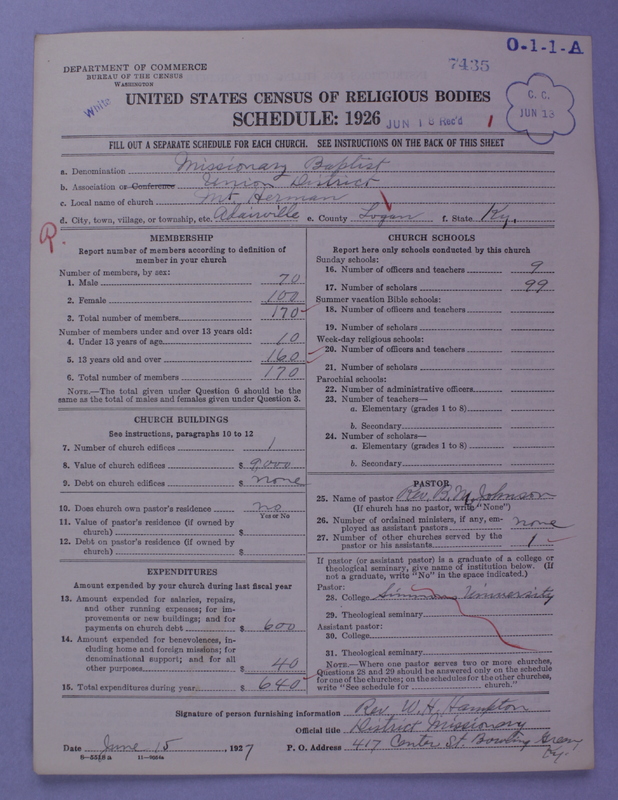 O-1-1-A
7435
DEPARTMENT OF COMMERCE
BUREAU OF THE CENSUS
WASHINGTON
White
C. C.
JUN 13
UNITED STATES CENSUS OF RELIGIOUS BODIES
SCHEDULE: 1926
JUN 18 Rec'd
1
FILL OUT A SEPARATE SCHEDULE FOR EACH CHURCH. SEE INSTRUCTIONS ON THE BACK OF THIS SHEET
a. Denomination Missionary Baptist
b. Association or Conference Union District
c. Local name of church Mt. Herman
d. City, town, village, or township, etc. Adairville e. County Logan f. State Ky.
P.
MEMBERSHIP
Report number of members according to definition of
member in your church
Number of members, by sex:
1. Male 70
2. Female 100
3. Total number of members 170
Number of members under and over 13 years old:
4. Under 13 years of age 10
5. 13 years old and over 160
6. Total number of members 170
NOTE.—The total given under Question 6 should be
same as the total of males and females given under Question 3.
CHURCH BUILDINGS
See instructions, paragraphs 10 to 12
7. Number of church edifices 1
8. Value of church edifices $ 9,000
9. Debt on church edifices $ none
10. Does church own pastor's residence no
Yes or No
11. Value of pastor's residence (if owned by
church) $
12. Debt on pastor's residence (if owned by
church) $
EXPENDITURES
Amount expended by your church during last fiscal year
13. Amount expended for salaries, repairs,
and other running expenses; for im-
provements or new buildings; and for
payments on church debt $ 600
14. Amount expended for benevolences, in-
cluding home and foreign missions; for
denominational support; and for all
other purposes $ 40
15. Total expenditures during year $ 640
CHURCH SCHOOLS
Report here only schools conducted by this church
Sunday schools:
16. Number of officers and teachers 9
17. Number of scholars 99
Summer vacation Bible schools:
18. Number of officers and teachers
19. Number of scholars
Week-day religious schools:
20. Number of officers and teachers
21. Number of scholars
Parochial schools:
22. Number of administrative officers
23. Number of teachers—
a. Elementary (grades 1 to 8)
b. Secondary
24. Number of scholars—
a. Elementary (grades 1 to 8)
b. Secondary
PASTOR
25. Name of pastor Rev. B. M. Johnson
(If church has no pastor, write "None")
26. Number of ordained ministers, if any, em-
ployed as assistant pastors none
27. Number of other churches served by the
pastor or his assistants 1
If pastor (or assistant pastor) is a graduate of a college or
theological seminary, give name of institution below. (If
not a graduate, write "No" in the space indicated.)
Pastor:
28. College Simmons University
29. Theological seminary
Assistant pastor:
30. College
31. Theological seminary
NOTE.—Where one pastor serves two or more churches,
Questions 28 and 29 should be answered only on the schedule
for one of the churches; on the schedules for the other churches,
write "See schedule for church."
Signature of person furnishing information Rev. W. H. Hampton
Official title District Missionary
Date June 15, 1927 P. O. Address 417 Center St. Bowling Green
Ky.